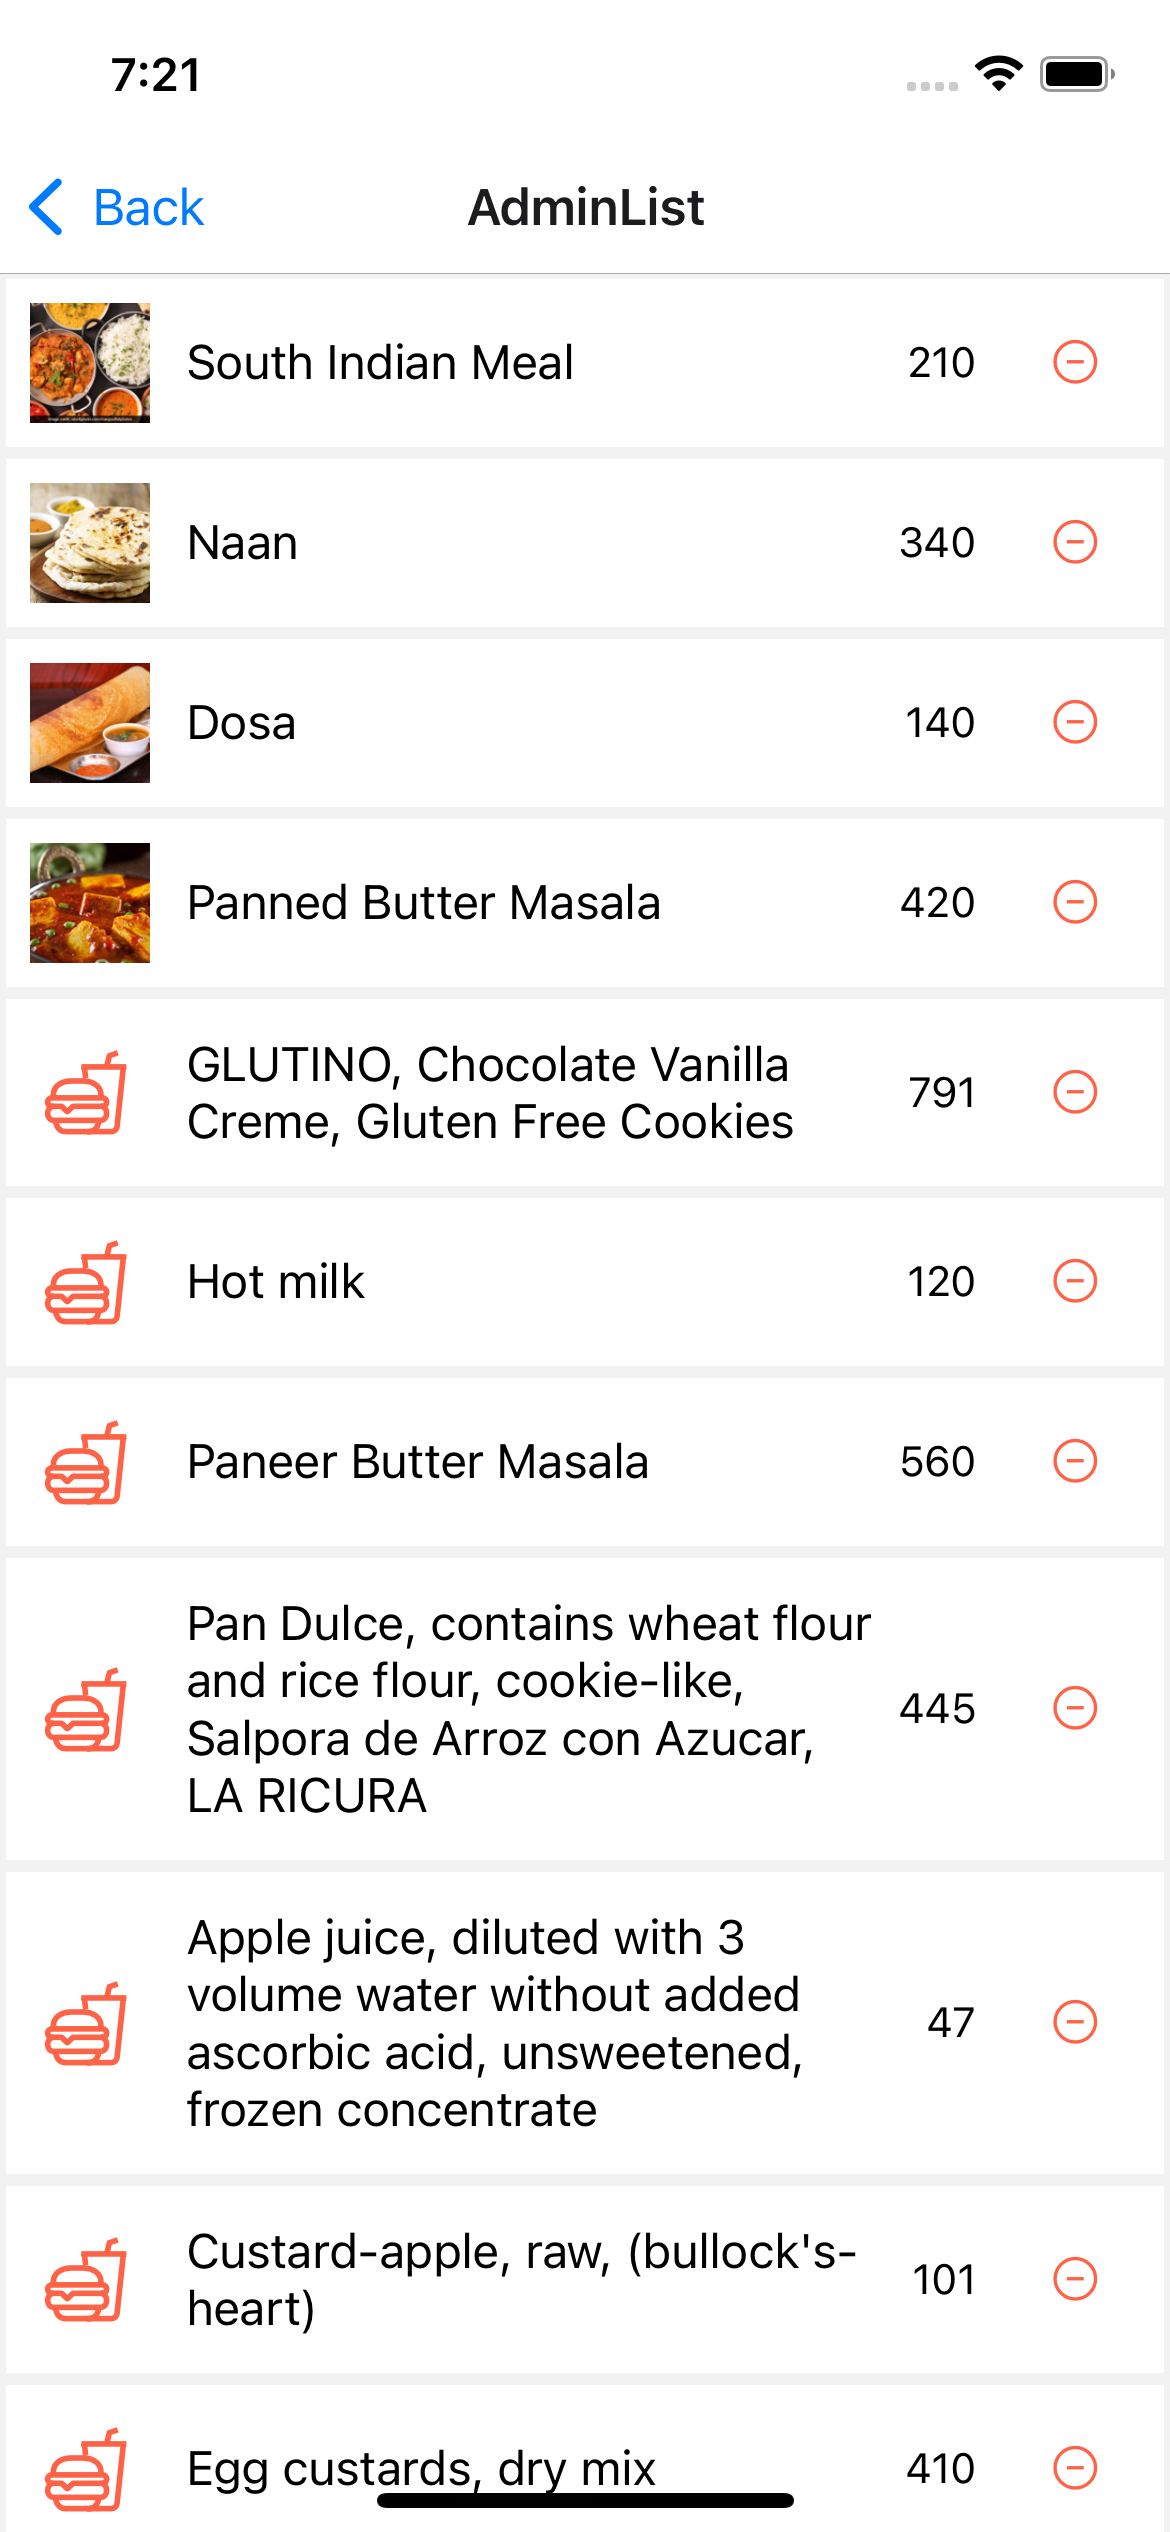 7:21
Back
AdminList
South Indian Meal
210
Naan
340
Dosa
140
Panned Butter Masala
420
GLUTINO, Chocolate Vanilla
Creme, Gluten Free Cookies
791
Hot milk
120
Paneer Butter Masala
560
Pan Dulce, contains wheat flour
and rice flour, cookie-like,
Salpora de Arroz con Azucar,
LA RICURA
445
Apple juice, diluted with 3
volume water without added
ascorbic acid, unsweetened,
frozen concentrate
47
Custard-apple, raw, (bullock's-
heart)
101
Egg custards, dry mix
410